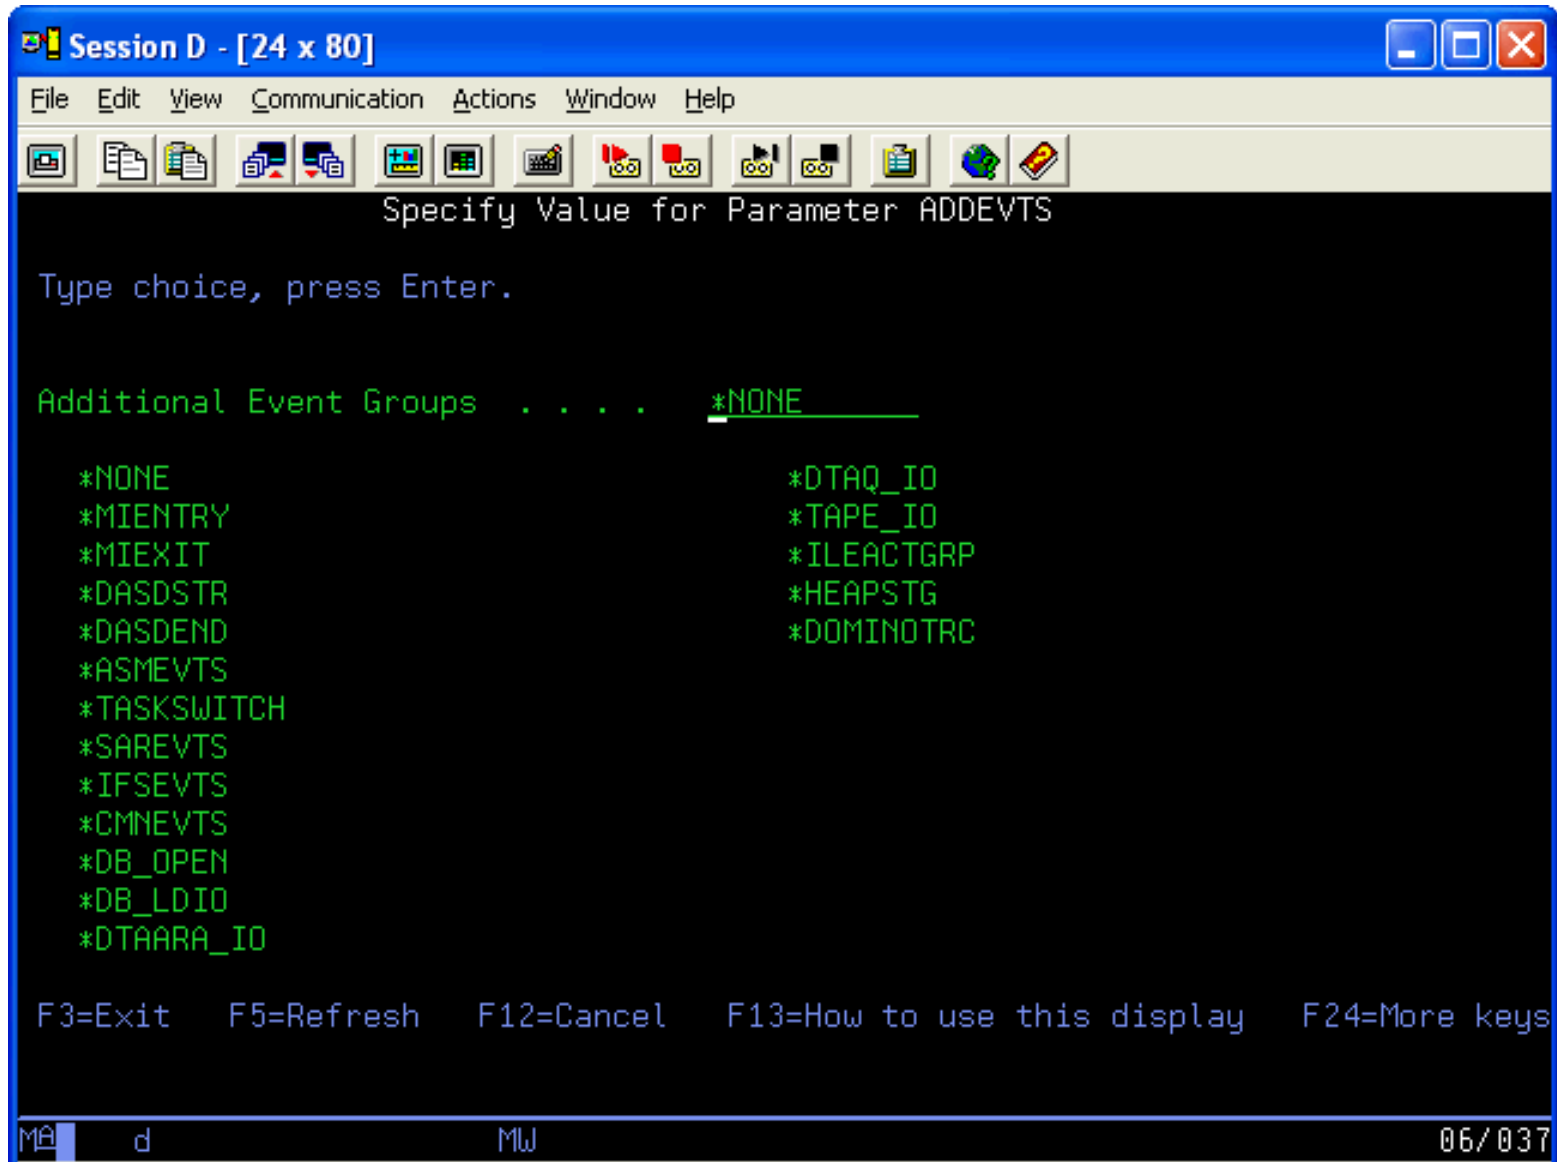 Session D - [24 x 80]
File Edit View Communication Actions Window Help
Specify Value for Parameter ADDEVTS
Type choice, press Enter.
Additional Event Groups . . . . *NONE
*NONE *DTAQ_IO
*MIENTRY *TAPE_IO
*MIEXIT *ILEACTGRP
*DASDSTR *HEAPSTG
*DASDEND *DOMINOTRC
*ASMEVTS
*TASKSWITCH
*SAREVTS
*IFSEVTS
*CMNEVTS
*DB_OPEN
*DB_LDIO
*DTAARA_IO
F3=Exit F5=Refresh F12=Cancel F13=How to use this display F24=More keys
MA d MW 06/037